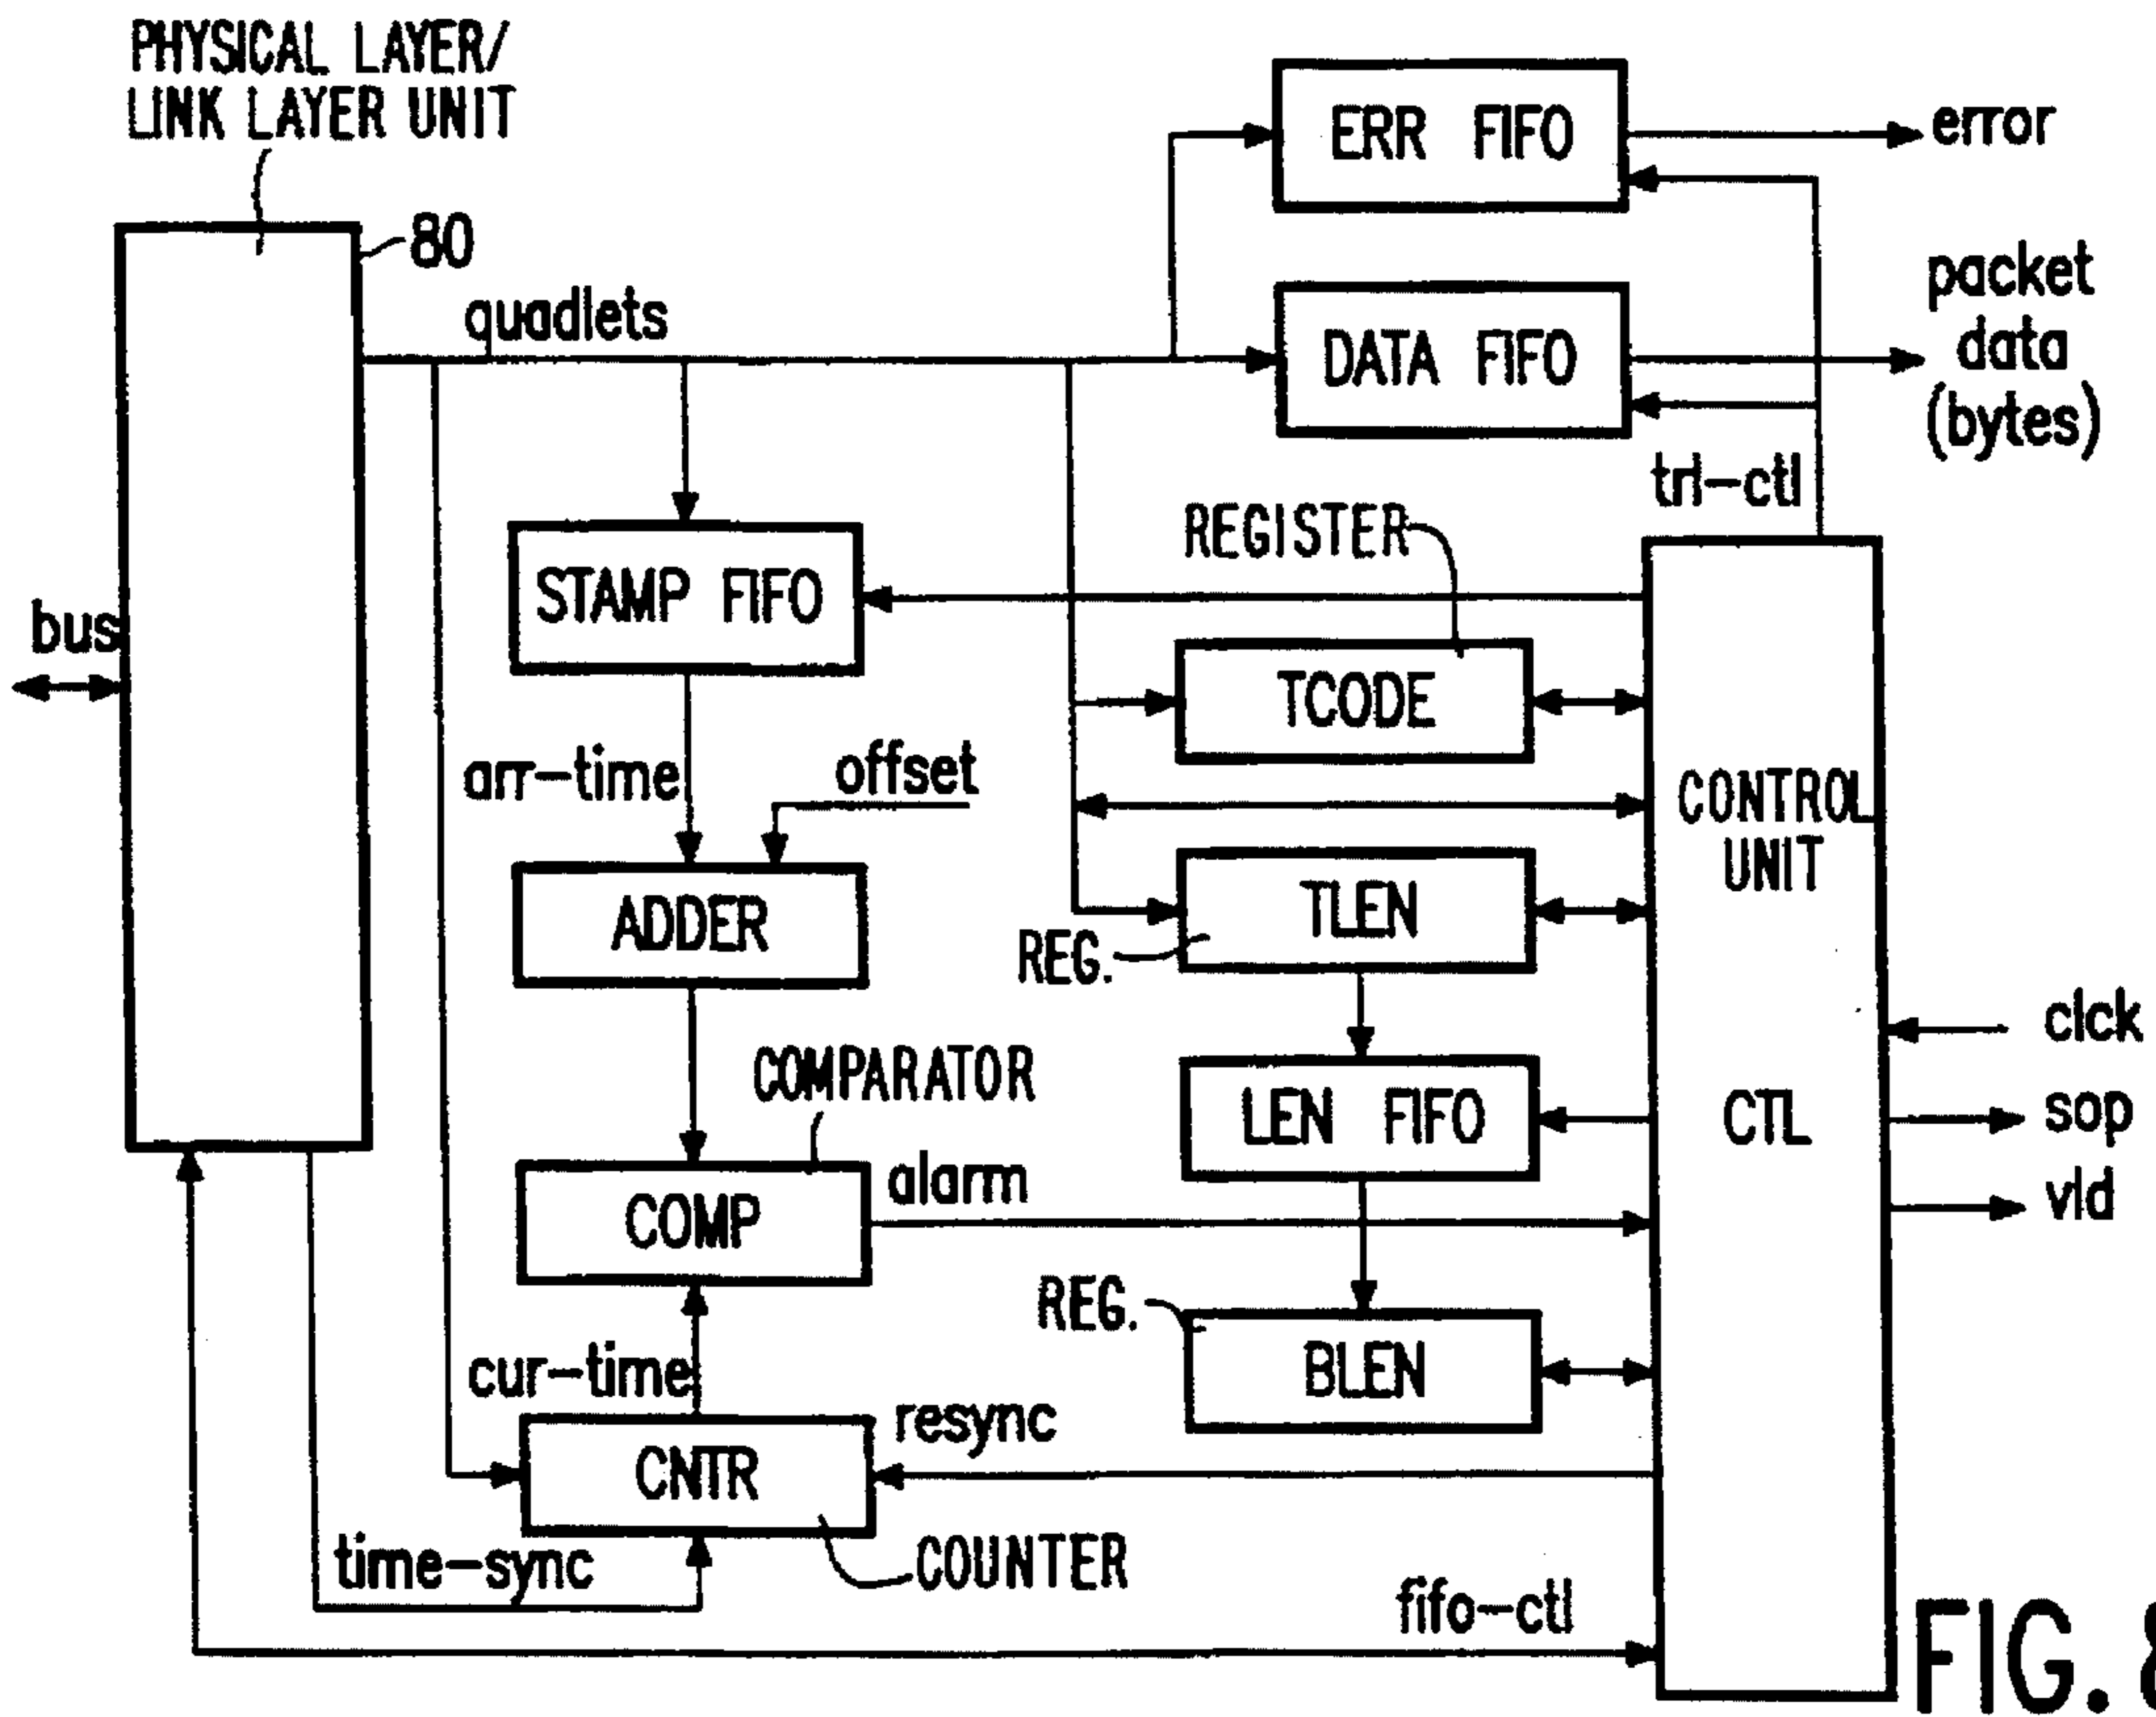 PHYSICAL LAYER/
LINK LAYER UNIT
80
bus
quadlets
ERR FIFO
error
DATA FIFO
packet
data
(bytes)
trl-ctl
STAMP FIFO
REGISTER
TCODE
arr-time
offset
CONTROL
UNIT
ADDER
TLEN
REG.
COMPARATOR
LEN FIFO
CTL
clck
sop
vld
COMP
alarm
REG.
BLEN
cur-time
resync
CNTR
COUNTER
time-sync
fifo-ctl
FIG. 8